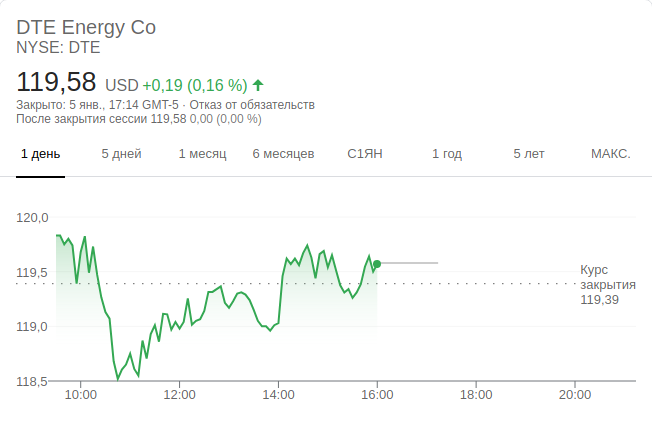 DTE Energy Co
NYSE: DTE
119,58 USD +0,19 (0,16 %)
Закрыто: 5 янв., 17:14 GMT-5 · Отказ от обязательств
После закрытия сессии 119,58 0,00 (0,00 %)
1 день 5 дней 1 месяц 6 месяцев С1ЯН 1 год 5 лет МАКС.
120,0
119,5
119,0
118,5
Курс
закрытия
119,39
10:00 12:00 14:00 16:00 18:00 20:00